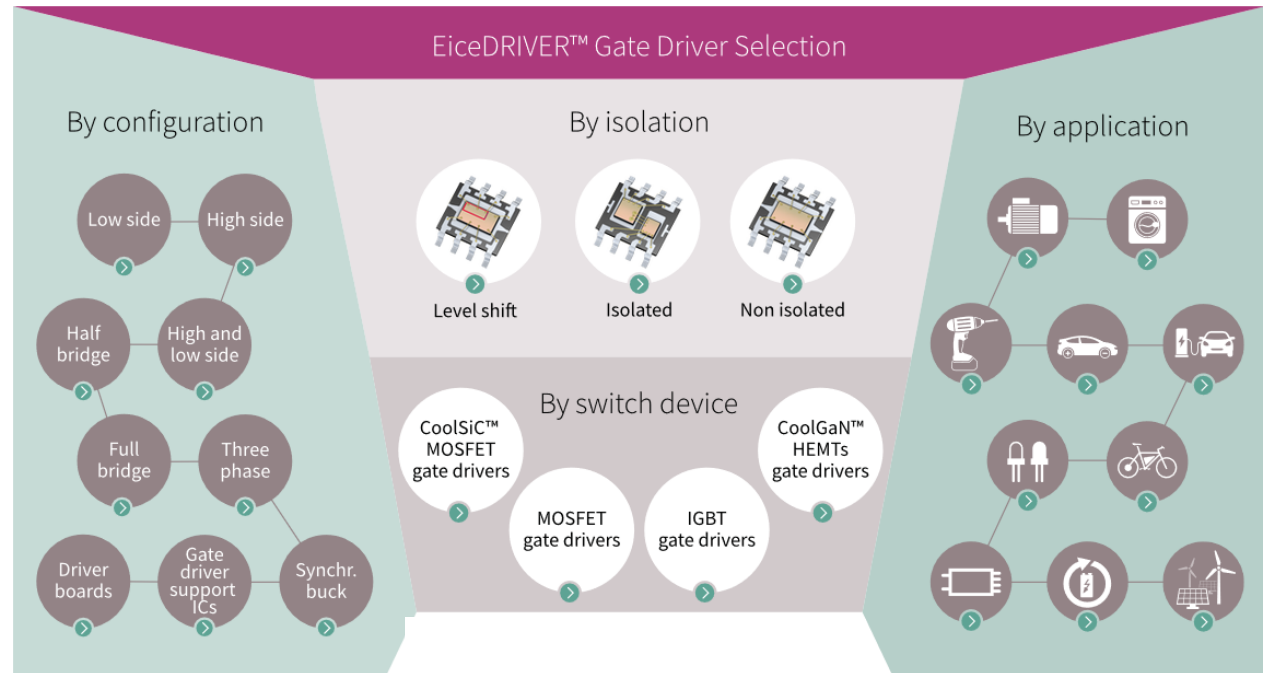 EiceDRIVER™ Gate Driver Selection
By configuration
Low side
High side
Half
bridge
High and
low side
Full
bridge
Three
phase
Driver
boards
Gate
driver
support
ICs
Synchr.
buck
By isolation
Level shift
Isolated
Non isolated
By switch device
CoolSiC™
MOSFET
gate drivers
MOSFET
gate drivers
IGBT
gate drivers
CoolGaN™
HEMTs
gate drivers
By application